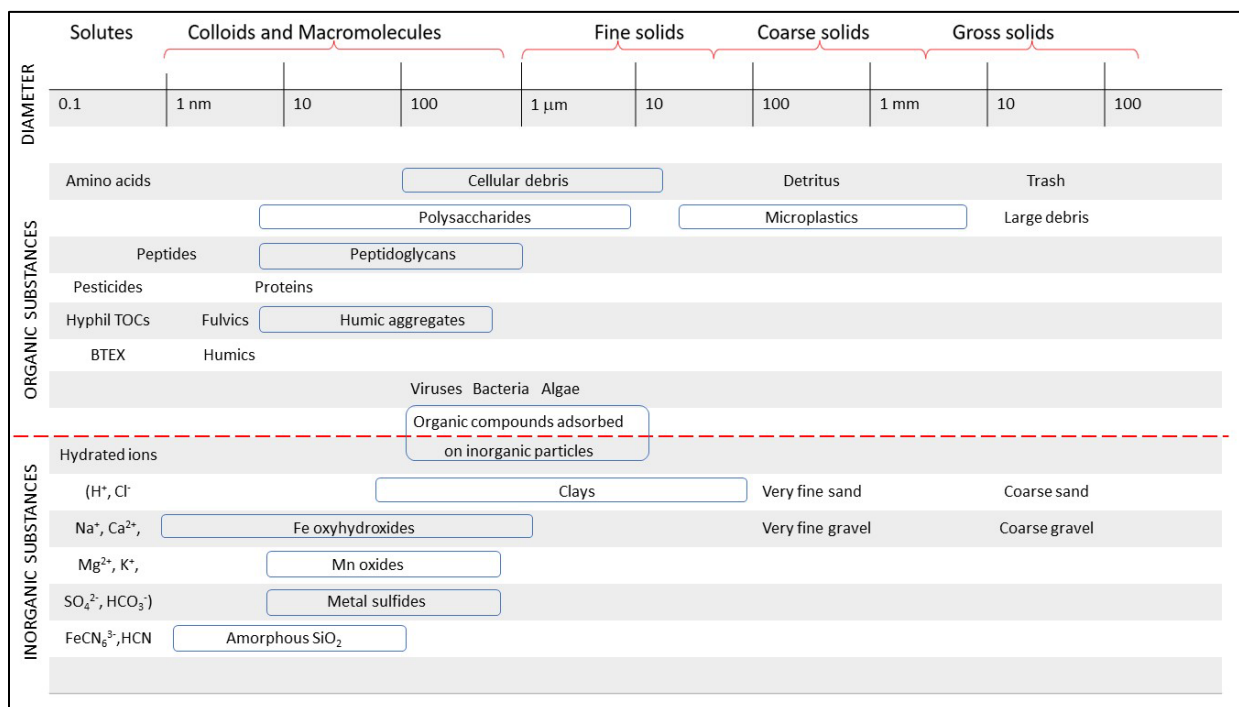 Solutes Colloids and Macromolecules Fine solids Coarse solids Gross solids
DIAMETER
0.1 1 nm 10 100 1 μm 10 100 1 mm 10 100
ORGANIC SUBSTANCES
Amino acids Cellular debris Detritus Trash
Polysaccharides Microplastics Large debris
Peptides Peptidoglycans
Pesticides Proteins
Hyphil TOCs Fulvics Humic aggregates
BTEX Humics
Viruses Bacteria Algae
Organic compounds adsorbed
on inorganic particles
INORGANIC SUBSTANCES
Hydrated ions
(H⁺, Cl⁻ Clays Very fine sand Coarse sand
Na⁺, Ca²⁺, Fe oxyhydroxides Very fine gravel Coarse gravel
Mg²⁺, K⁺, Mn oxides
SO₄²⁻, HCO₃⁻) Metal sulfides
FeCN₆³⁻,HCN Amorphous SiO₂